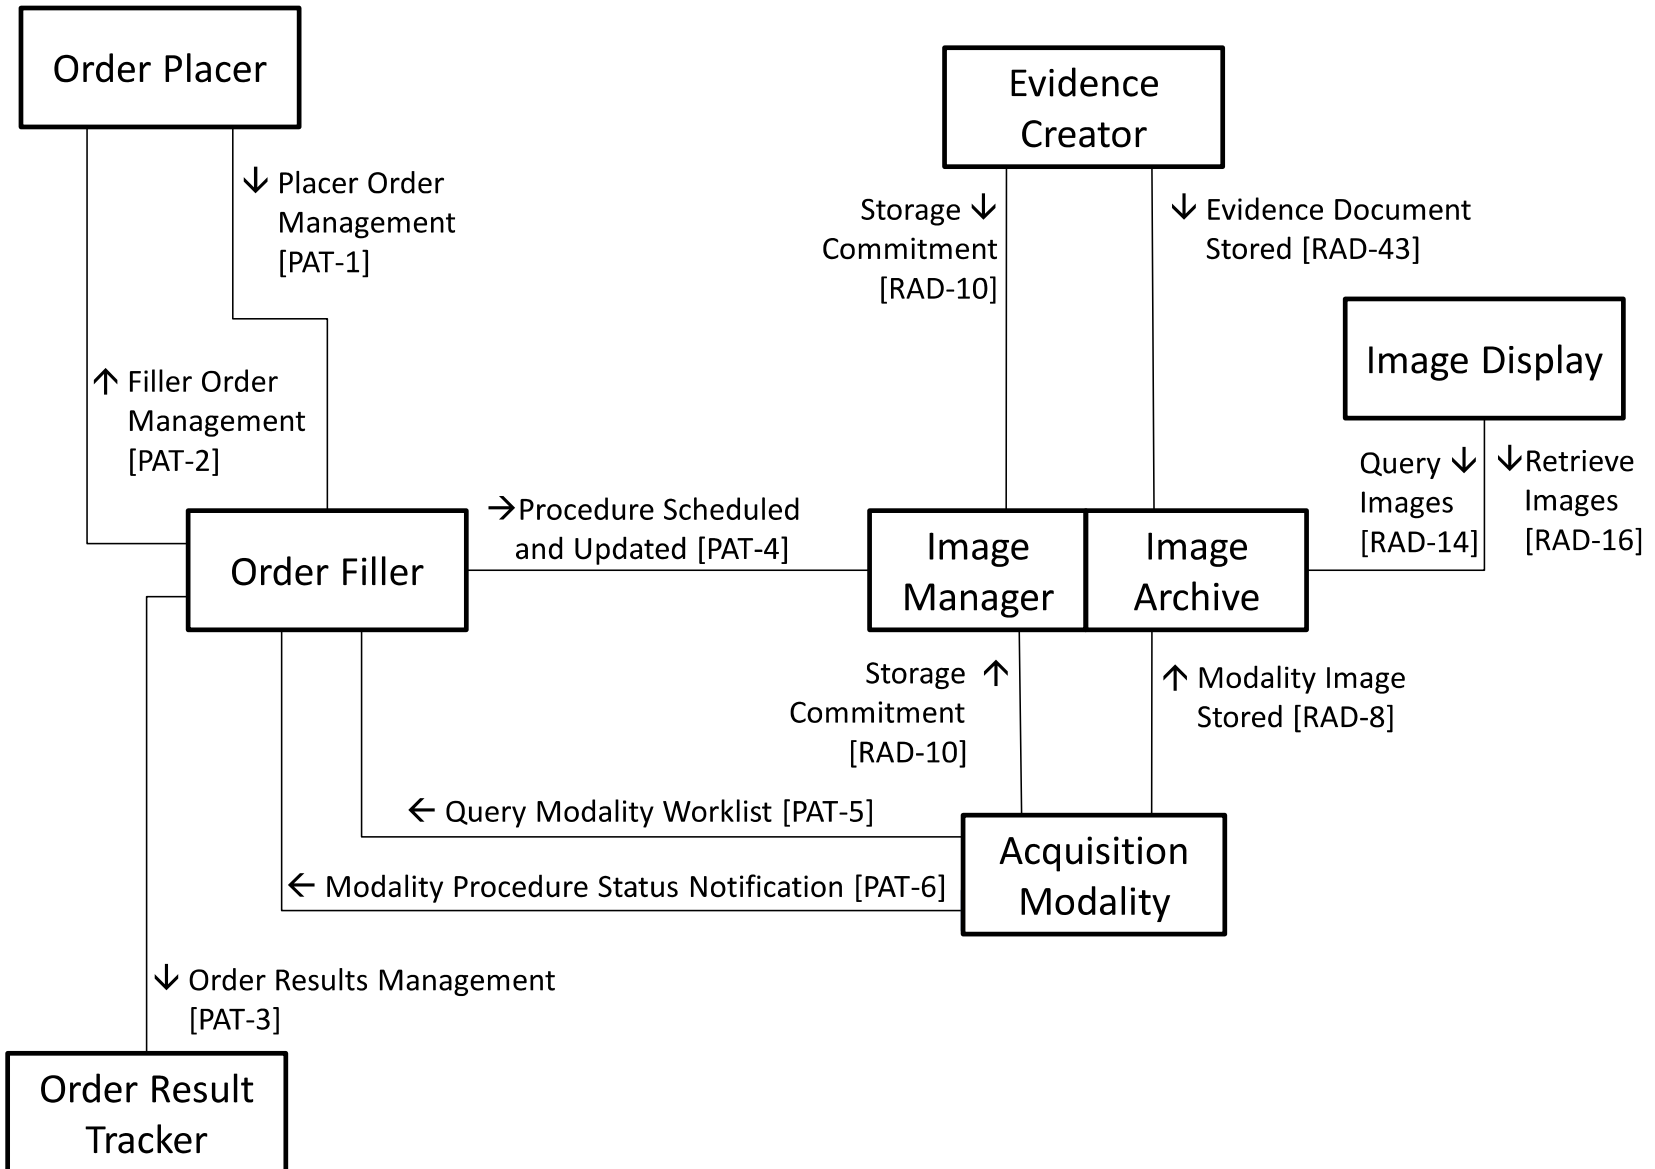 Order Placer
Evidence
Creator
↓ Placer Order
Management
[PAT-1]
Storage ↓
Commitment
[RAD-10]
↓ Evidence Document
Stored [RAD-43]
Image Display
↑ Filler Order
Management
[PAT-2]
Query ↓
Images
[RAD-14]
↓Retrieve
Images
[RAD-16]
Order Filler
→Procedure Scheduled
and Updated [PAT-4]
Image
Manager
Image
Archive
Storage ↑
Commitment
[RAD-10]
↑ Modality Image
Stored [RAD-8]
← Query Modality Worklist [PAT-5]
← Modality Procedure Status Notification [PAT-6]
Acquisition
Modality
↓ Order Results Management
[PAT-3]
Order Result
Tracker